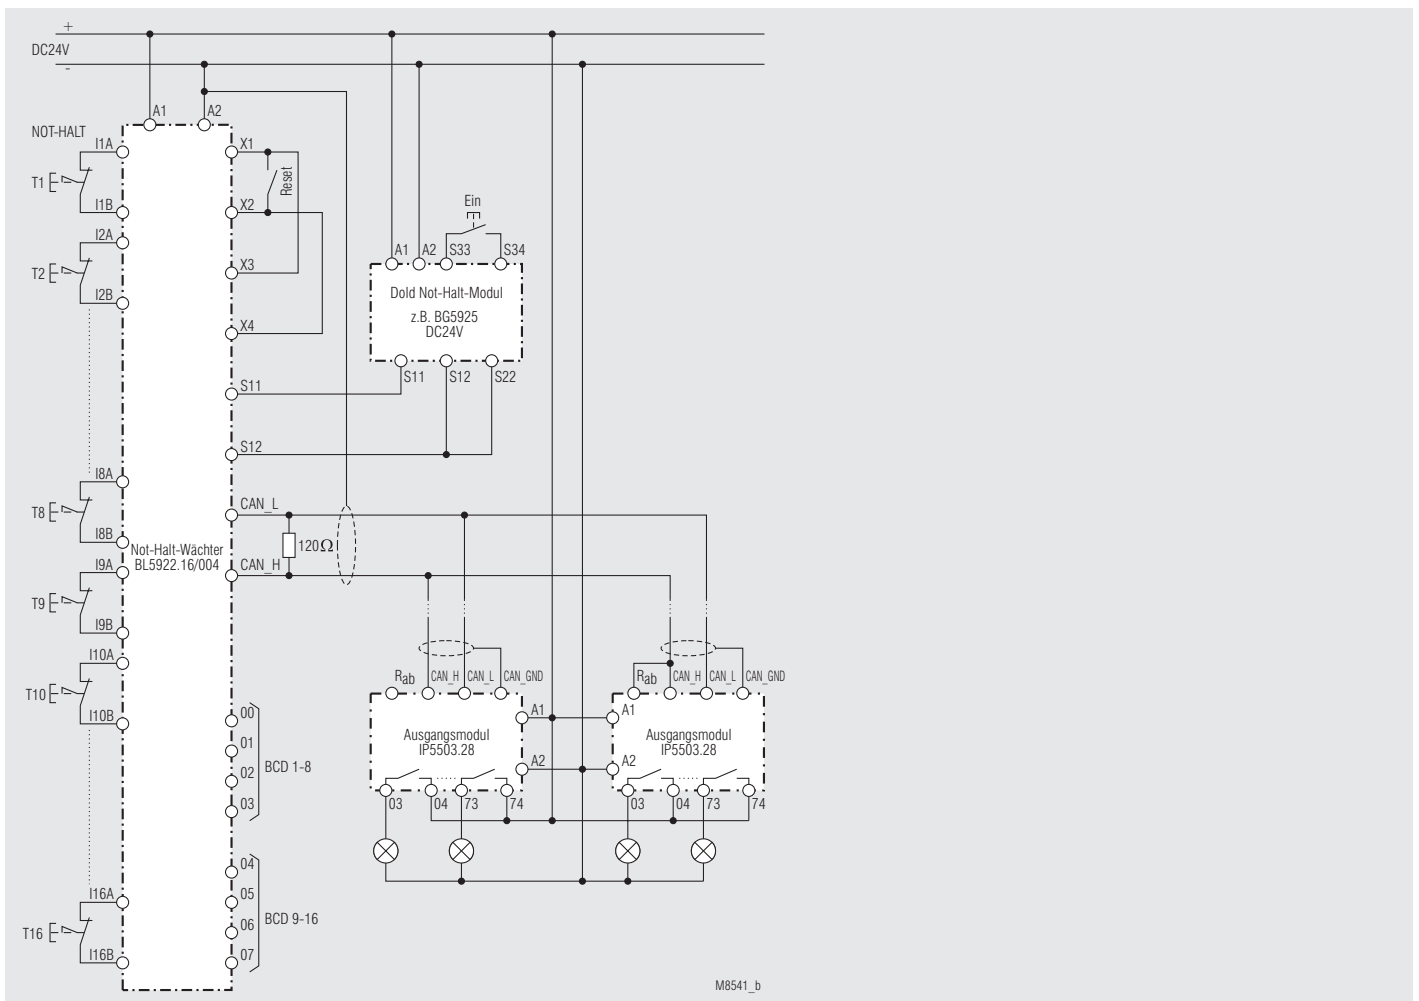 +
DC24V
-
A1
A2
NOT-HALT
I1A
X1
Reset
T1
I1B
X2
I2A
T2
X3
I2B
X4
Ein
A1
A2
S33
S34
Dold Not-Halt-Modul
z.B. BG5925
DC24V
S11
S12
S22
S11
S12
I8A
CAN_L
T8
I8B
120Ω
Not-Halt-Wächter
BL5922.16/004
I9A
CAN_H
T9
I9B
I10A
T10
I10B
00
01
02
03
BCD 1-8
04
05
06
07
BCD 9-16
I16A
T16
I16B
Rab
CAN_H
CAN_L
CAN_GND
A1
Ausgangsmodul
IP5503.28
A2
03
04
73
74
Rab
CAN_H
CAN_L
CAN_GND
A1
Ausgangsmodul
IP5503.28
A2
03
04
73
74
M8541_b